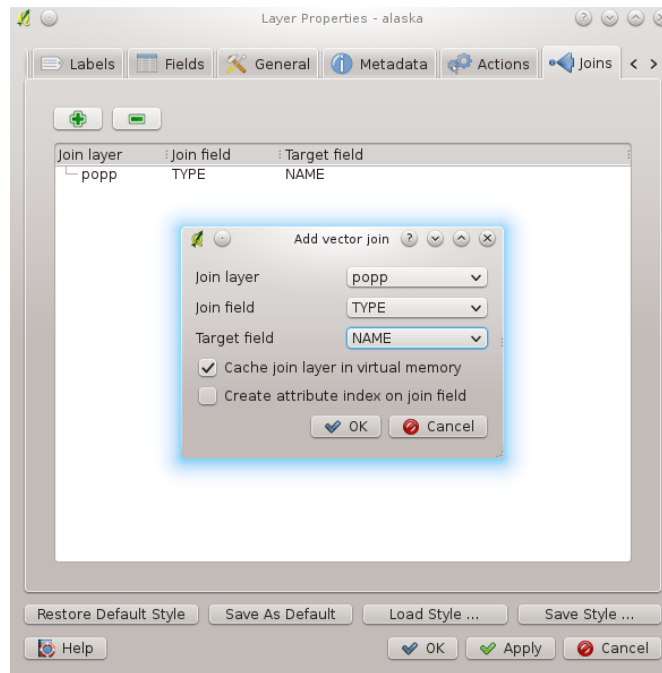 Layer Properties - alaska
Labels Fields General Metadata Actions Joins
Join layer Join field Target field
popp TYPE NAME
Add vector join
Join layer popp
Join field TYPE
Target field NAME
Cache join layer in virtual memory
Create attribute index on join field
OK Cancel
Restore Default Style Save As Default Load Style ... Save Style ...
Help OK Apply Cancel